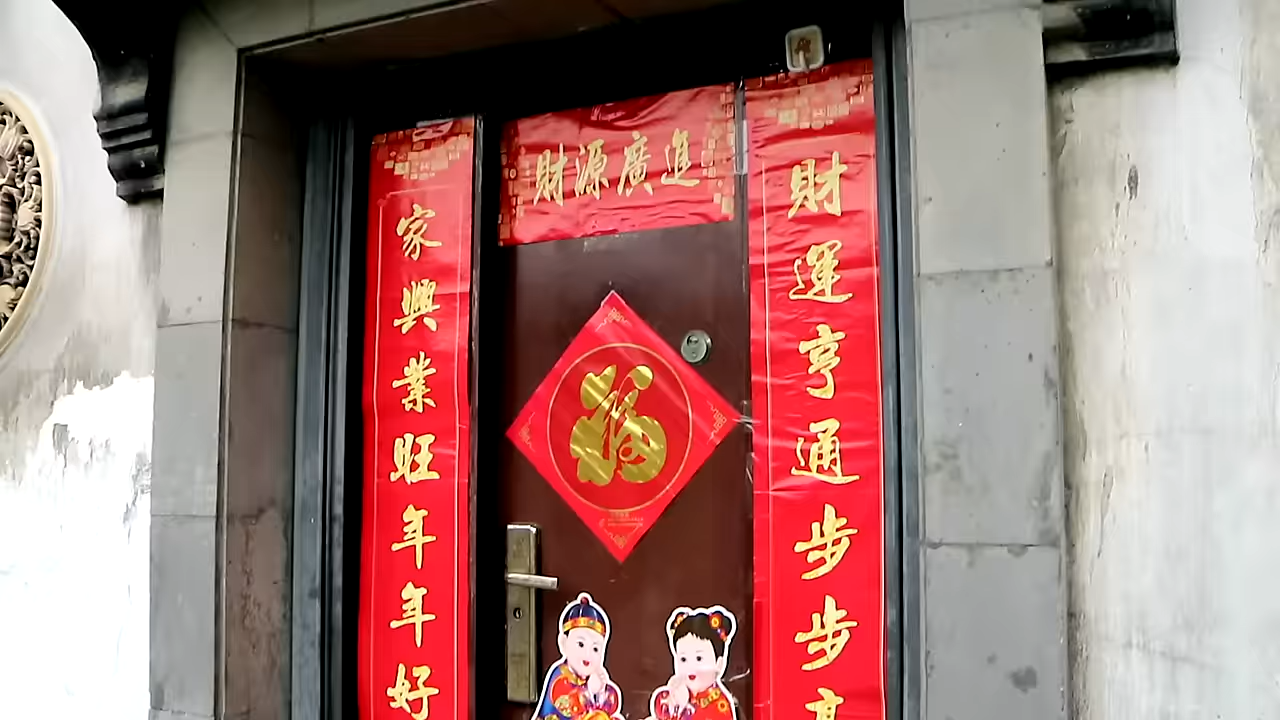 財源廣進
財運亨通步步
家興業旺年年好
福